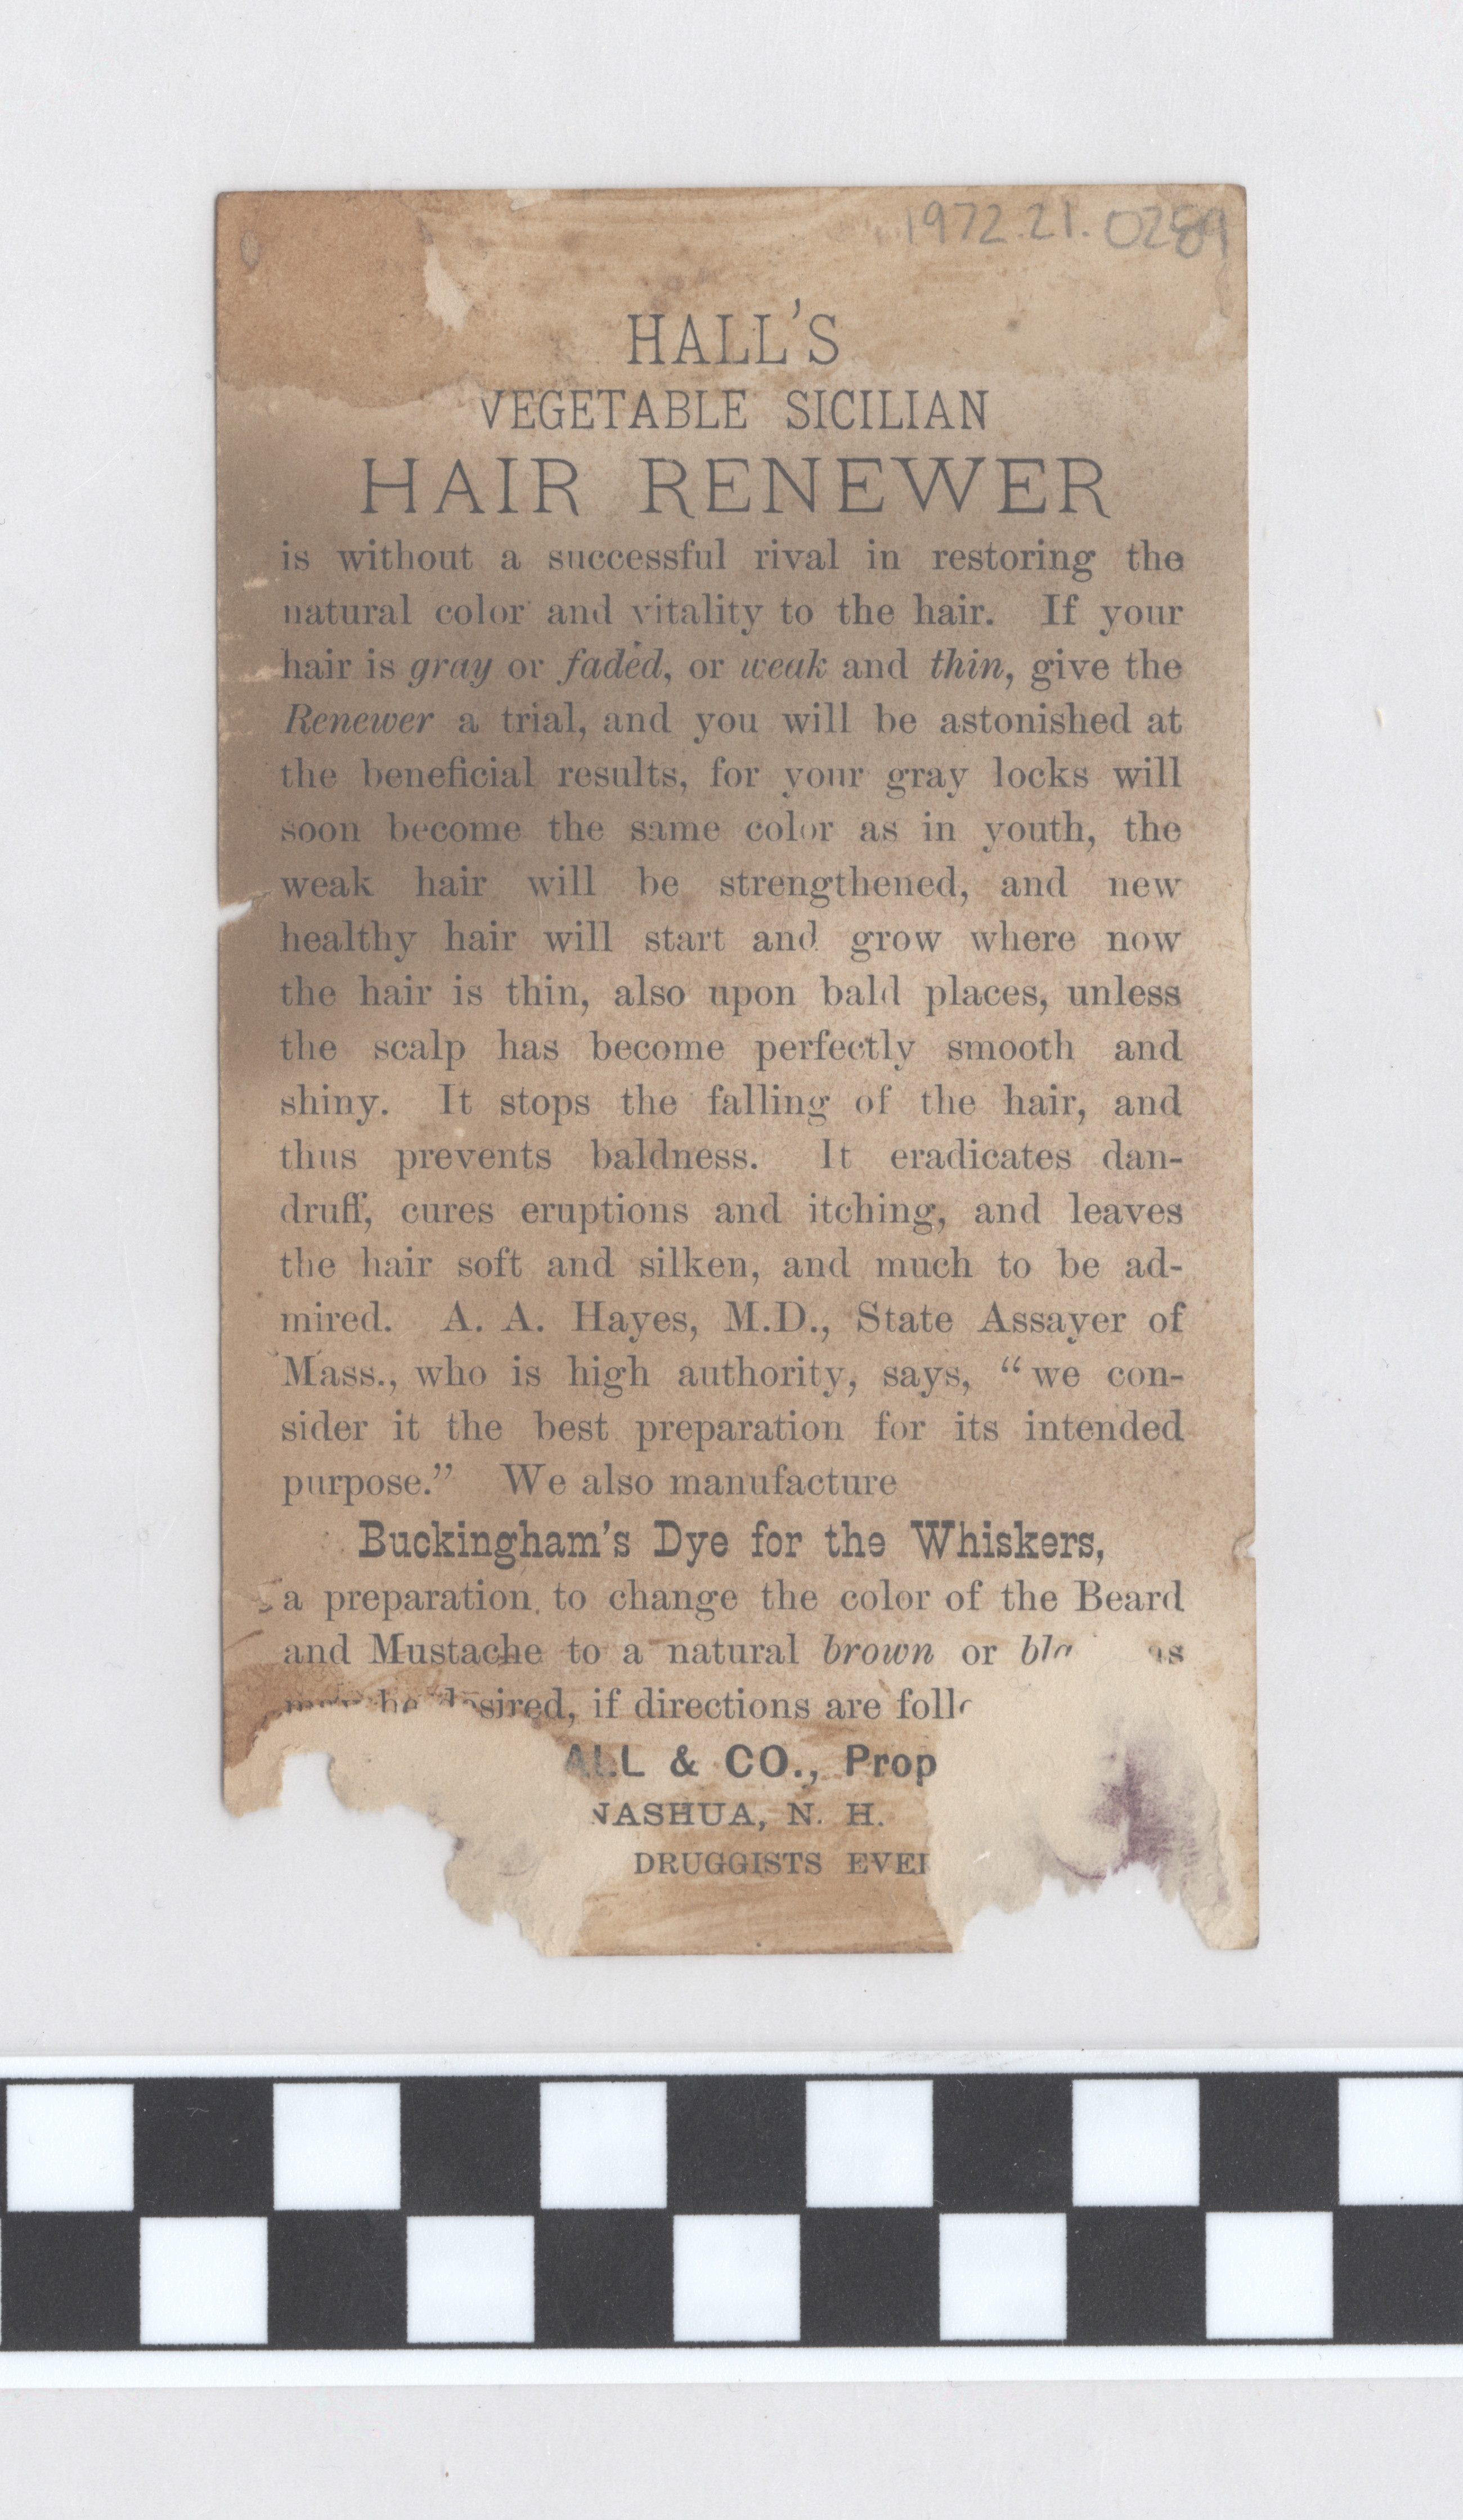 1972.21.0289
HALL'S
VEGETABLE SICILIAN
HAIR RENEWER
is without a successful rival in restoring the
natural color and vitality to the hair. If your
hair is gray or faded, or weak and thin, give the
Renewer a trial, and you will be astonished at
the beneficial results, for your gray locks will
soon become the same color as in youth, the
weak hair will be strengthened, and new
healthy hair will start and grow where now
the hair is thin, also upon bald places, unless
the scalp has become perfectly smooth and
shiny. It stops the falling of the hair, and
thus prevents baldness. It eradicates dan-
druff, cures eruptions and itching, and leaves
the hair soft and silken, and much to be ad-
mired. A. A. Hayes, M.D., State Assayer of
Mass., who is high authority, says, “we con-
sider it the best preparation for its intended
purpose.” We also manufacture
Buckingham's Dye for the Whiskers,
a preparation to change the color of the Beard
and Mustache to a natural brown or as
may be desired, if directions are
& CO., Prop
NASHUA, N. H.
DRUGGISTS